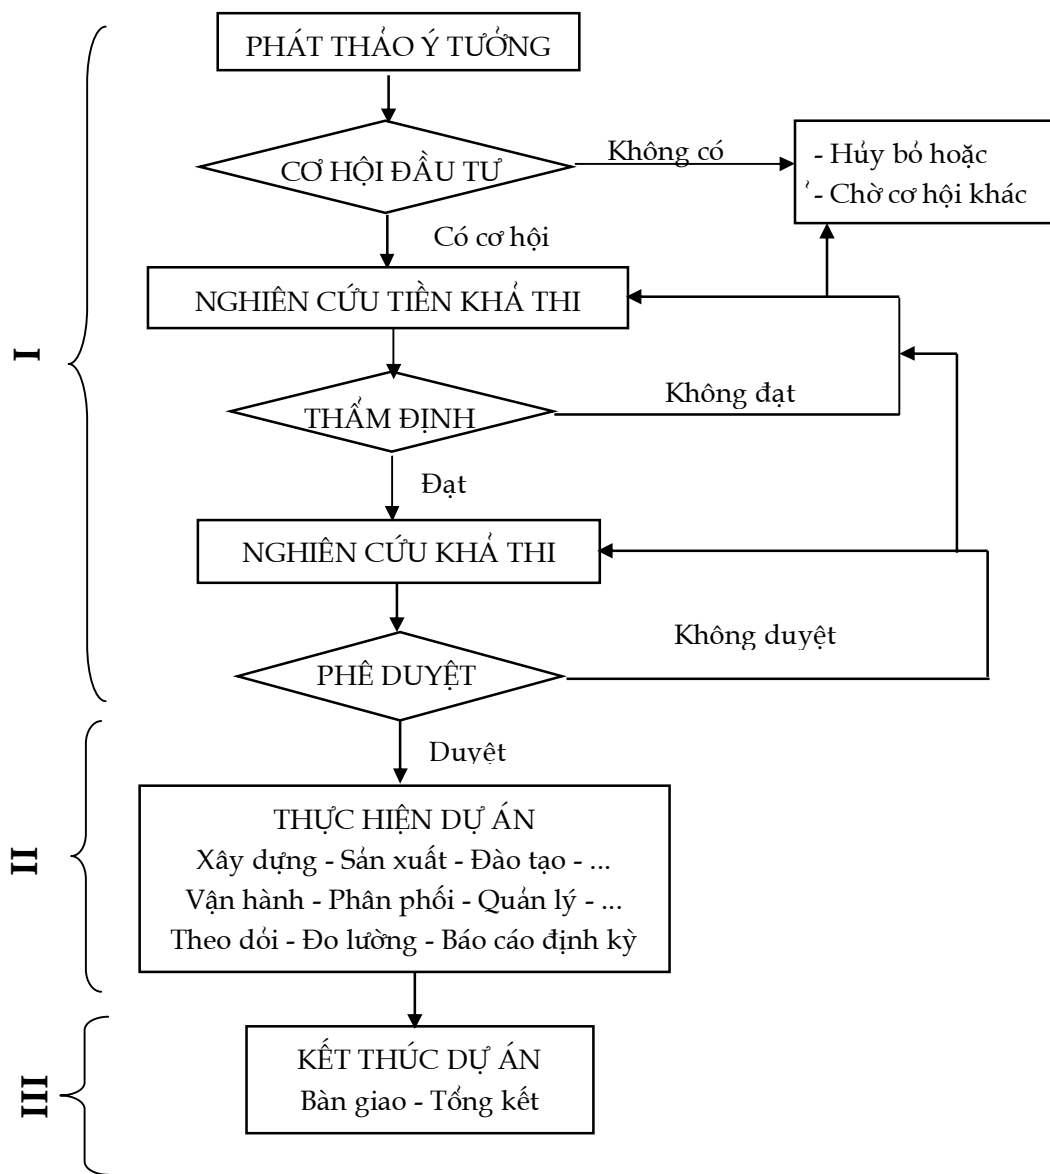 PHÁT THẢO Ý TƯỞNG
CƠ HỘI ĐẦU TƯ
Không có
- Hủy bỏ hoặc
- Chờ cơ hội khác
Có cơ hội
NGHIÊN CỨU TIỀN KHẢ THI
I
Không đạt
THẨM ĐỊNH
Đạt
NGHIÊN CỨU KHẢ THI
Không duyệt
PHÊ DUYỆT
Duyệt
II
THỰC HIỆN DỰ ÁN
Xây dựng - Sản xuất - Đào tạo - ...
Vận hành - Phân phối - Quản lý - ...
Theo dỏi - Đo lường - Báo cáo định kỳ
III
KẾT THÚC DỰ ÁN
Bàn giao - Tổng kết